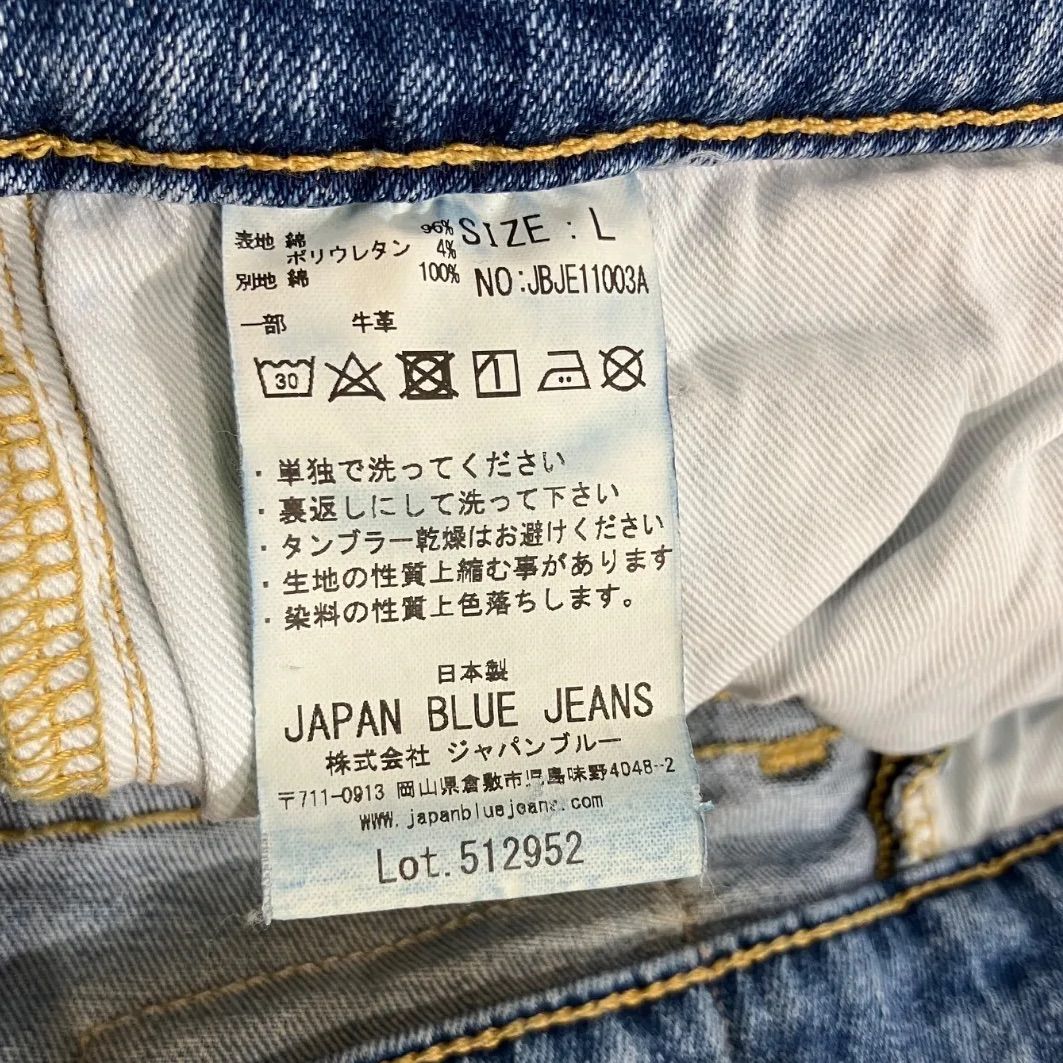 表地 綿 96%
ポリウレタン 4%
別地 綿 100%
一部 牛革
SIZE : L
NO:JBJE11003A
30
1
・単独で洗ってください
・裏返しにして洗って下さい
・タンブラー乾燥はお避けください
・生地の性質上縮む事があります
・染料の性質上色落ちします。
日本製
JAPAN BLUE JEANS
株式会社 ジャパンブルー
〒711-0913 岡山県倉敷市児島味野4048-2
www.japanbluejeans.com
Lot.512952